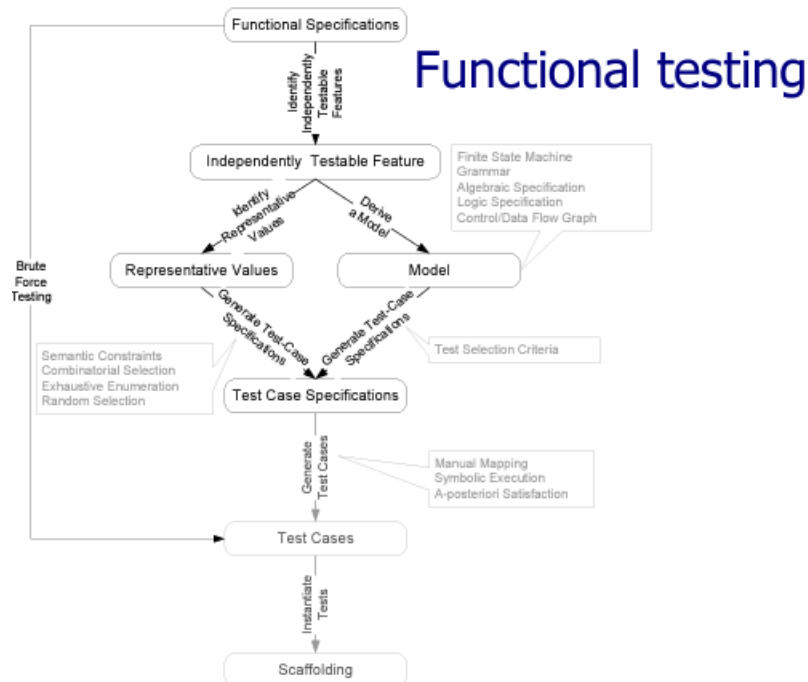 Functional Specifications
Functional testing
Identify
Independently
Testable
Features
Independently Testable Feature
Finite State Machine
Grammar
Algebraic Specification
Logic Specification
Control/Data Flow Graph
Identify
Representative
Values
Derive
a Model
Brute
Force
Testing
Representative Values
Model
Generate Test-Case
Specifications
Generate Test-Case
Specifications
Semantic Constraints
Combinatorial Selection
Exhaustive Enumeration
Random Selection
Test Selection Criteria
Test Case Specifications
Generate
Test Cases
Manual Mapping
Symbolic Execution
A-posteriori Satisfaction
Test Cases
Instantiate
Tests
Scaffolding